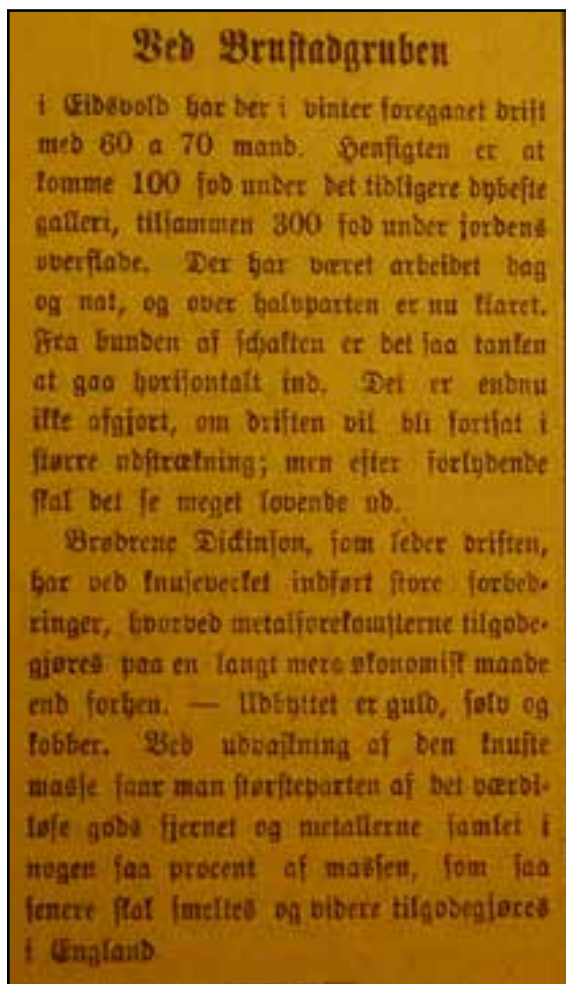 Ved Brustadgruben
i Eidsvold har der i vinter foregaaet drift
med 60 a 70 mand. Hensigten er at
komme 100 fod under det tidligere dybeste
galleri, tilsammen 300 fod under jordens
overflade. Der har været arbeidet dag
og nat, og over halvparten er nu klaret.
Fra bunden af schakten er det saa tanken
at gaa horisontalt ind. Det er endnu
ikke afgjort, om driften vil bli fortsat i
større udstrækning; men efter forlydende
skal det se meget lovende ud.
Brødrene Dickinson, som leder driften,
har ved knuseverket indført store forbed-
ringer, hvorved metalforekomsterne tilgode-
gjøres paa en langt mere økonomisk maade
end forhen. — Udbyttet er guld, sølv og
kobber. Ved udvaskning af den knuste
masse faar man størsteparten af det værdi-
løse gods fjernet og metallerne samlet i
nogen faa procent af massen, som saa
senere skal smeltes og videre tilgodegjøres
i England